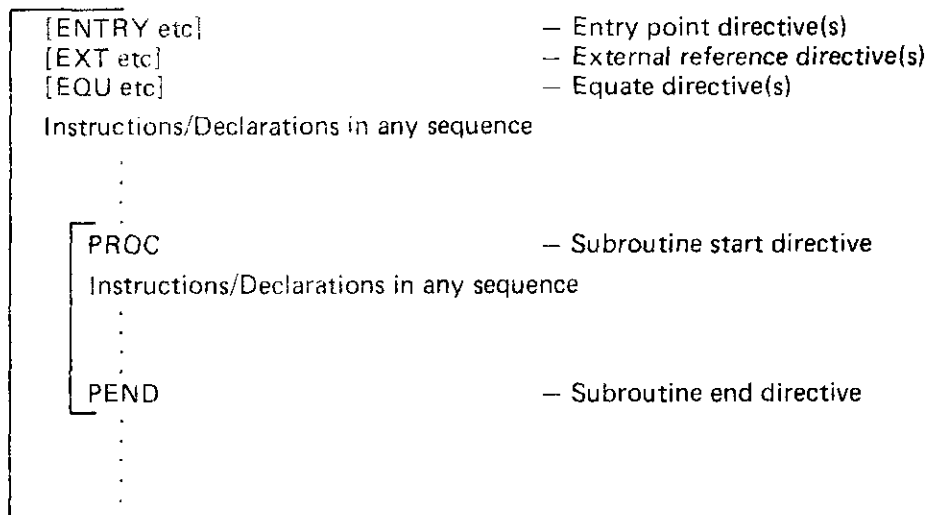 [ENTRY etc] — Entry point directive(s)
[EXT etc] — External reference directive(s)
[EQU etc] — Equate directive(s)
Instructions/Declarations in any sequence
.
.
.
.
PROC — Subroutine start directive
Instructions/Declarations in any sequence
.
.
.
.
PEND — Subroutine end directive
.
.
.
.
.